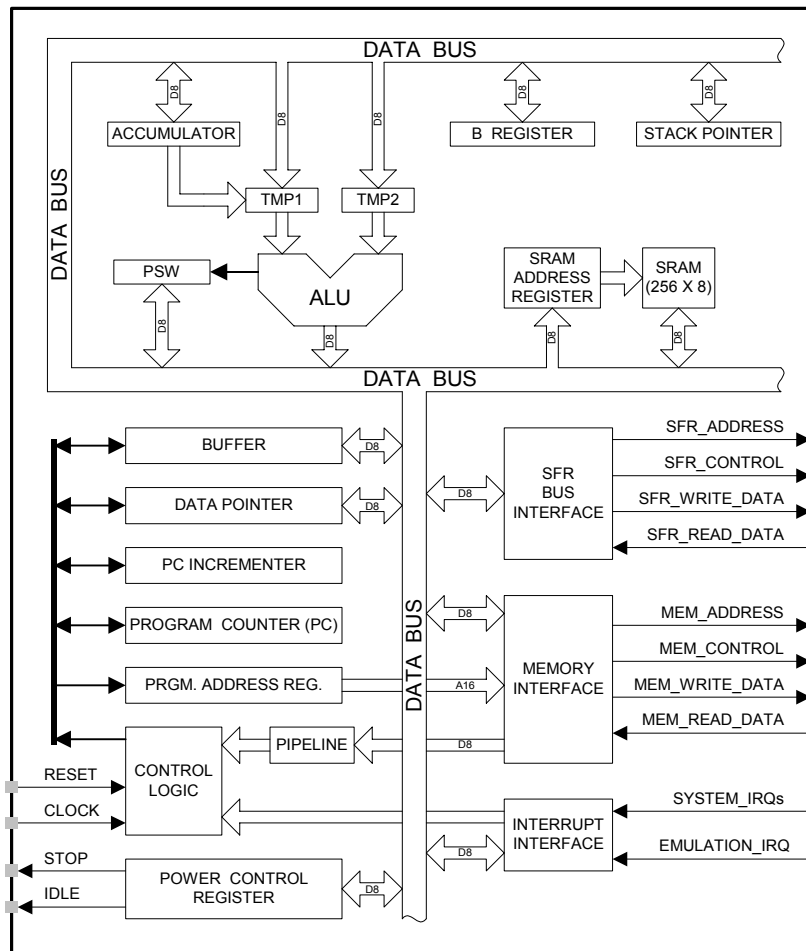 DATA BUS
D8
D8
D8
D8
D8
ACCUMULATOR
B REGISTER
STACK POINTER
DATA BUS
TMP1
TMP2
PSW
ALU
SRAM
ADDRESS
REGISTER
SRAM
(256 X 8)
D8
D8
D8
D8
DATA BUS
BUFFER
D8
DATA POINTER
D8
PC INCREMENTER
PROGRAM COUNTER (PC)
PRGM. ADDRESS REG.
A16
DATA BUS
D8
SFR
BUS
INTERFACE
SFR_ADDRESS
SFR_CONTROL
SFR_WRITE_DATA
SFR_READ_DATA
D8
MEMORY
INTERFACE
MEM_ADDRESS
MEM_CONTROL
MEM_WRITE_DATA
MEM_READ_DATA
CONTROL
LOGIC
PIPELINE
D8
RESET
CLOCK
INTERRUPT
INTERFACE
D8
SYSTEM_IRQs
EMULATION_IRQ
STOP
IDLE
POWER CONTROL
REGISTER
D8